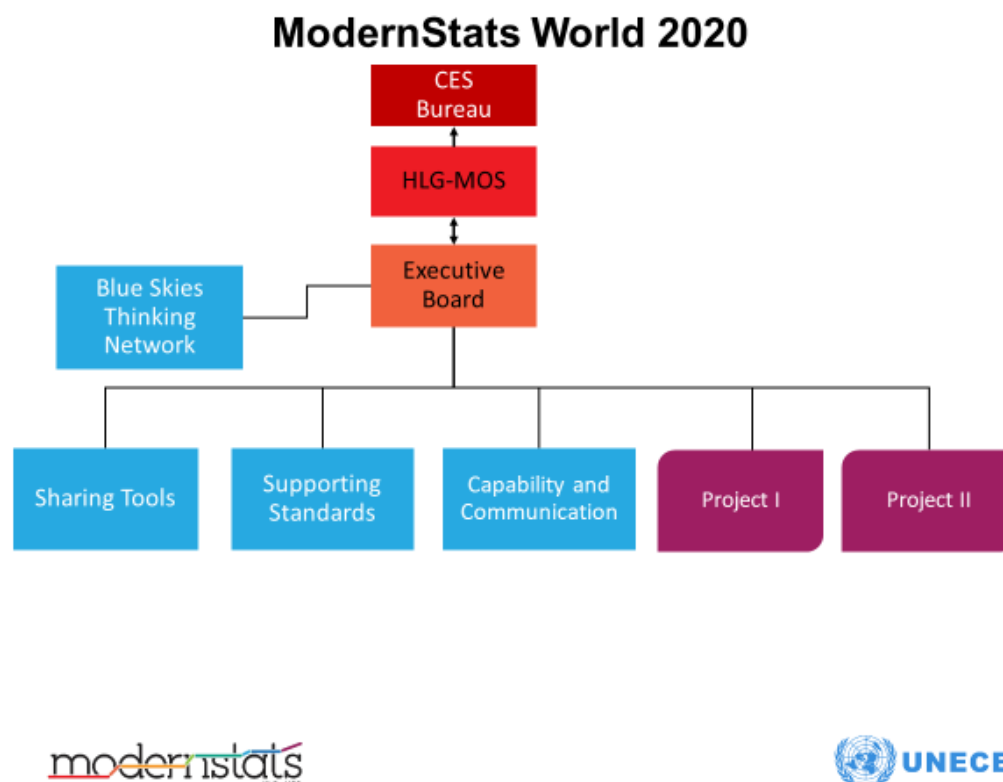 ModernStats World 2020
CES
Bureau
HLG-MOS
Executive
Board
Blue Skies
Thinking
Network
Sharing Tools
Supporting
Standards
Capability and
Communication
Project I
Project II
modernstats
UNECE